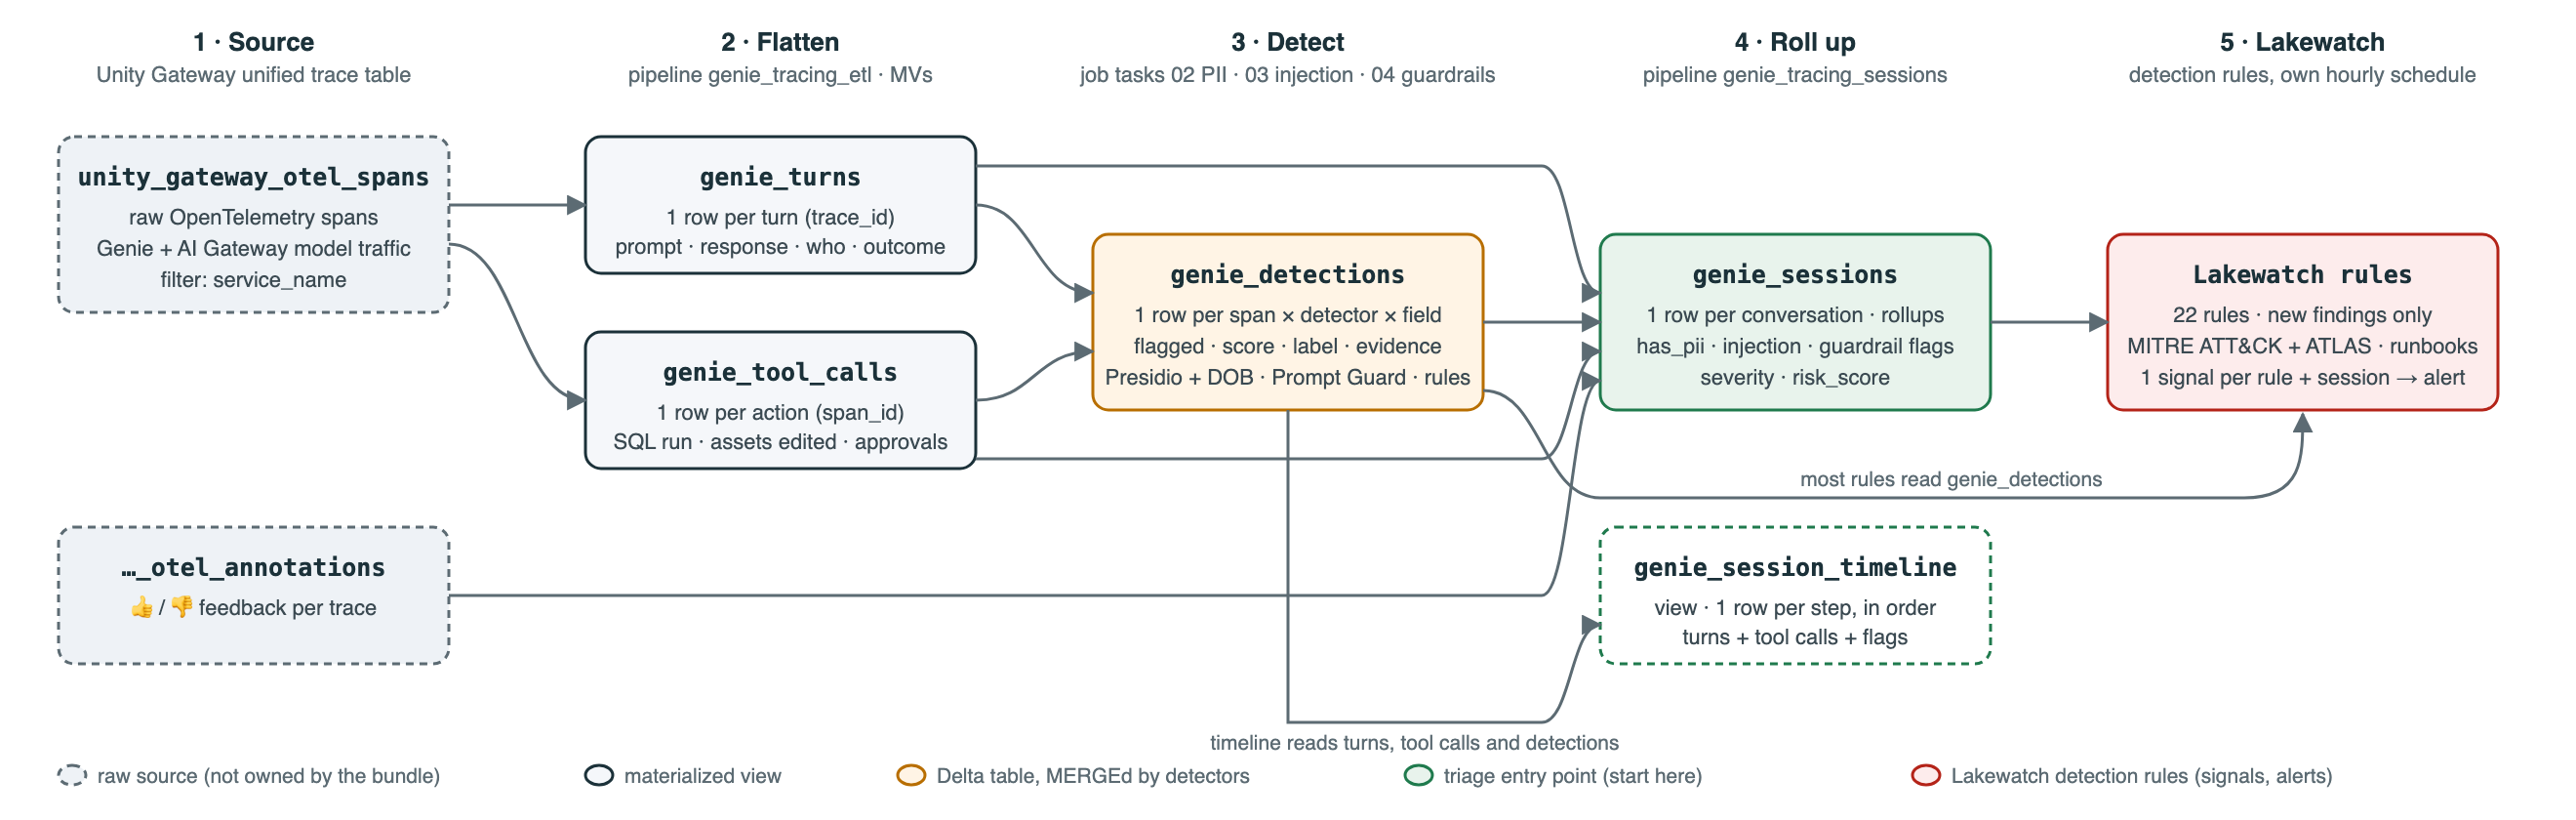 1 · Source
Unity Gateway unified trace table
2 · Flatten
pipeline genie_tracing_etl · MVs
3 · Detect
job tasks 02 PII · 03 injection · 04 guardrails
4 · Roll up
pipeline genie_tracing_sessions
5 · Lakewatch
detection rules, own hourly schedule
unity_gateway_otel_spans
raw OpenTelemetry spans
Genie + AI Gateway model traffic
filter: service_name
genie_turns
1 row per turn (trace_id)
prompt · response · who · outcome
genie_tool_calls
1 row per action (span_id)
SQL run · assets edited · approvals
genie_detections
1 row per span × detector × field
flagged · score · label · evidence
Presidio + DOB · Prompt Guard · rules
genie_sessions
1 row per conversation · rollups
has_pii · injection · guardrail flags
severity · risk_score
Lakewatch rules
22 rules · new findings only
MITRE ATT&CK + ATLAS · runbooks
1 signal per rule + session → alert
most rules read genie_detections
…_otel_annotations
👍 / 👎 feedback per trace
genie_session_timeline
view · 1 row per step, in order
turns + tool calls + flags
timeline reads turns, tool calls and detections
raw source (not owned by the bundle)
materialized view
Delta table, MERGEd by detectors
triage entry point (start here)
Lakewatch detection rules (signals, alerts)